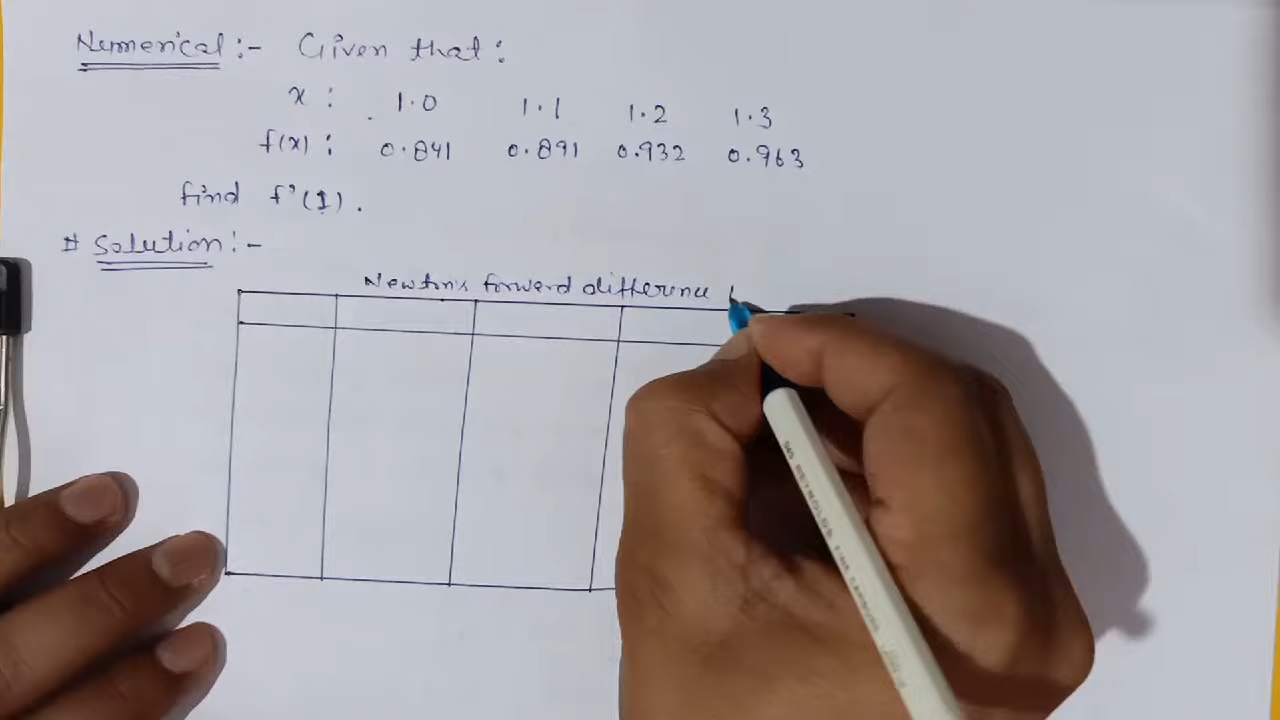 Numerical:- Given that:
x : 1.0 1.1 1.2 1.3
f(x) : 0.841 0.891 0.932 0.963
find f'(1).
# Solution:-
Newton's forward difference
REYNOLDS